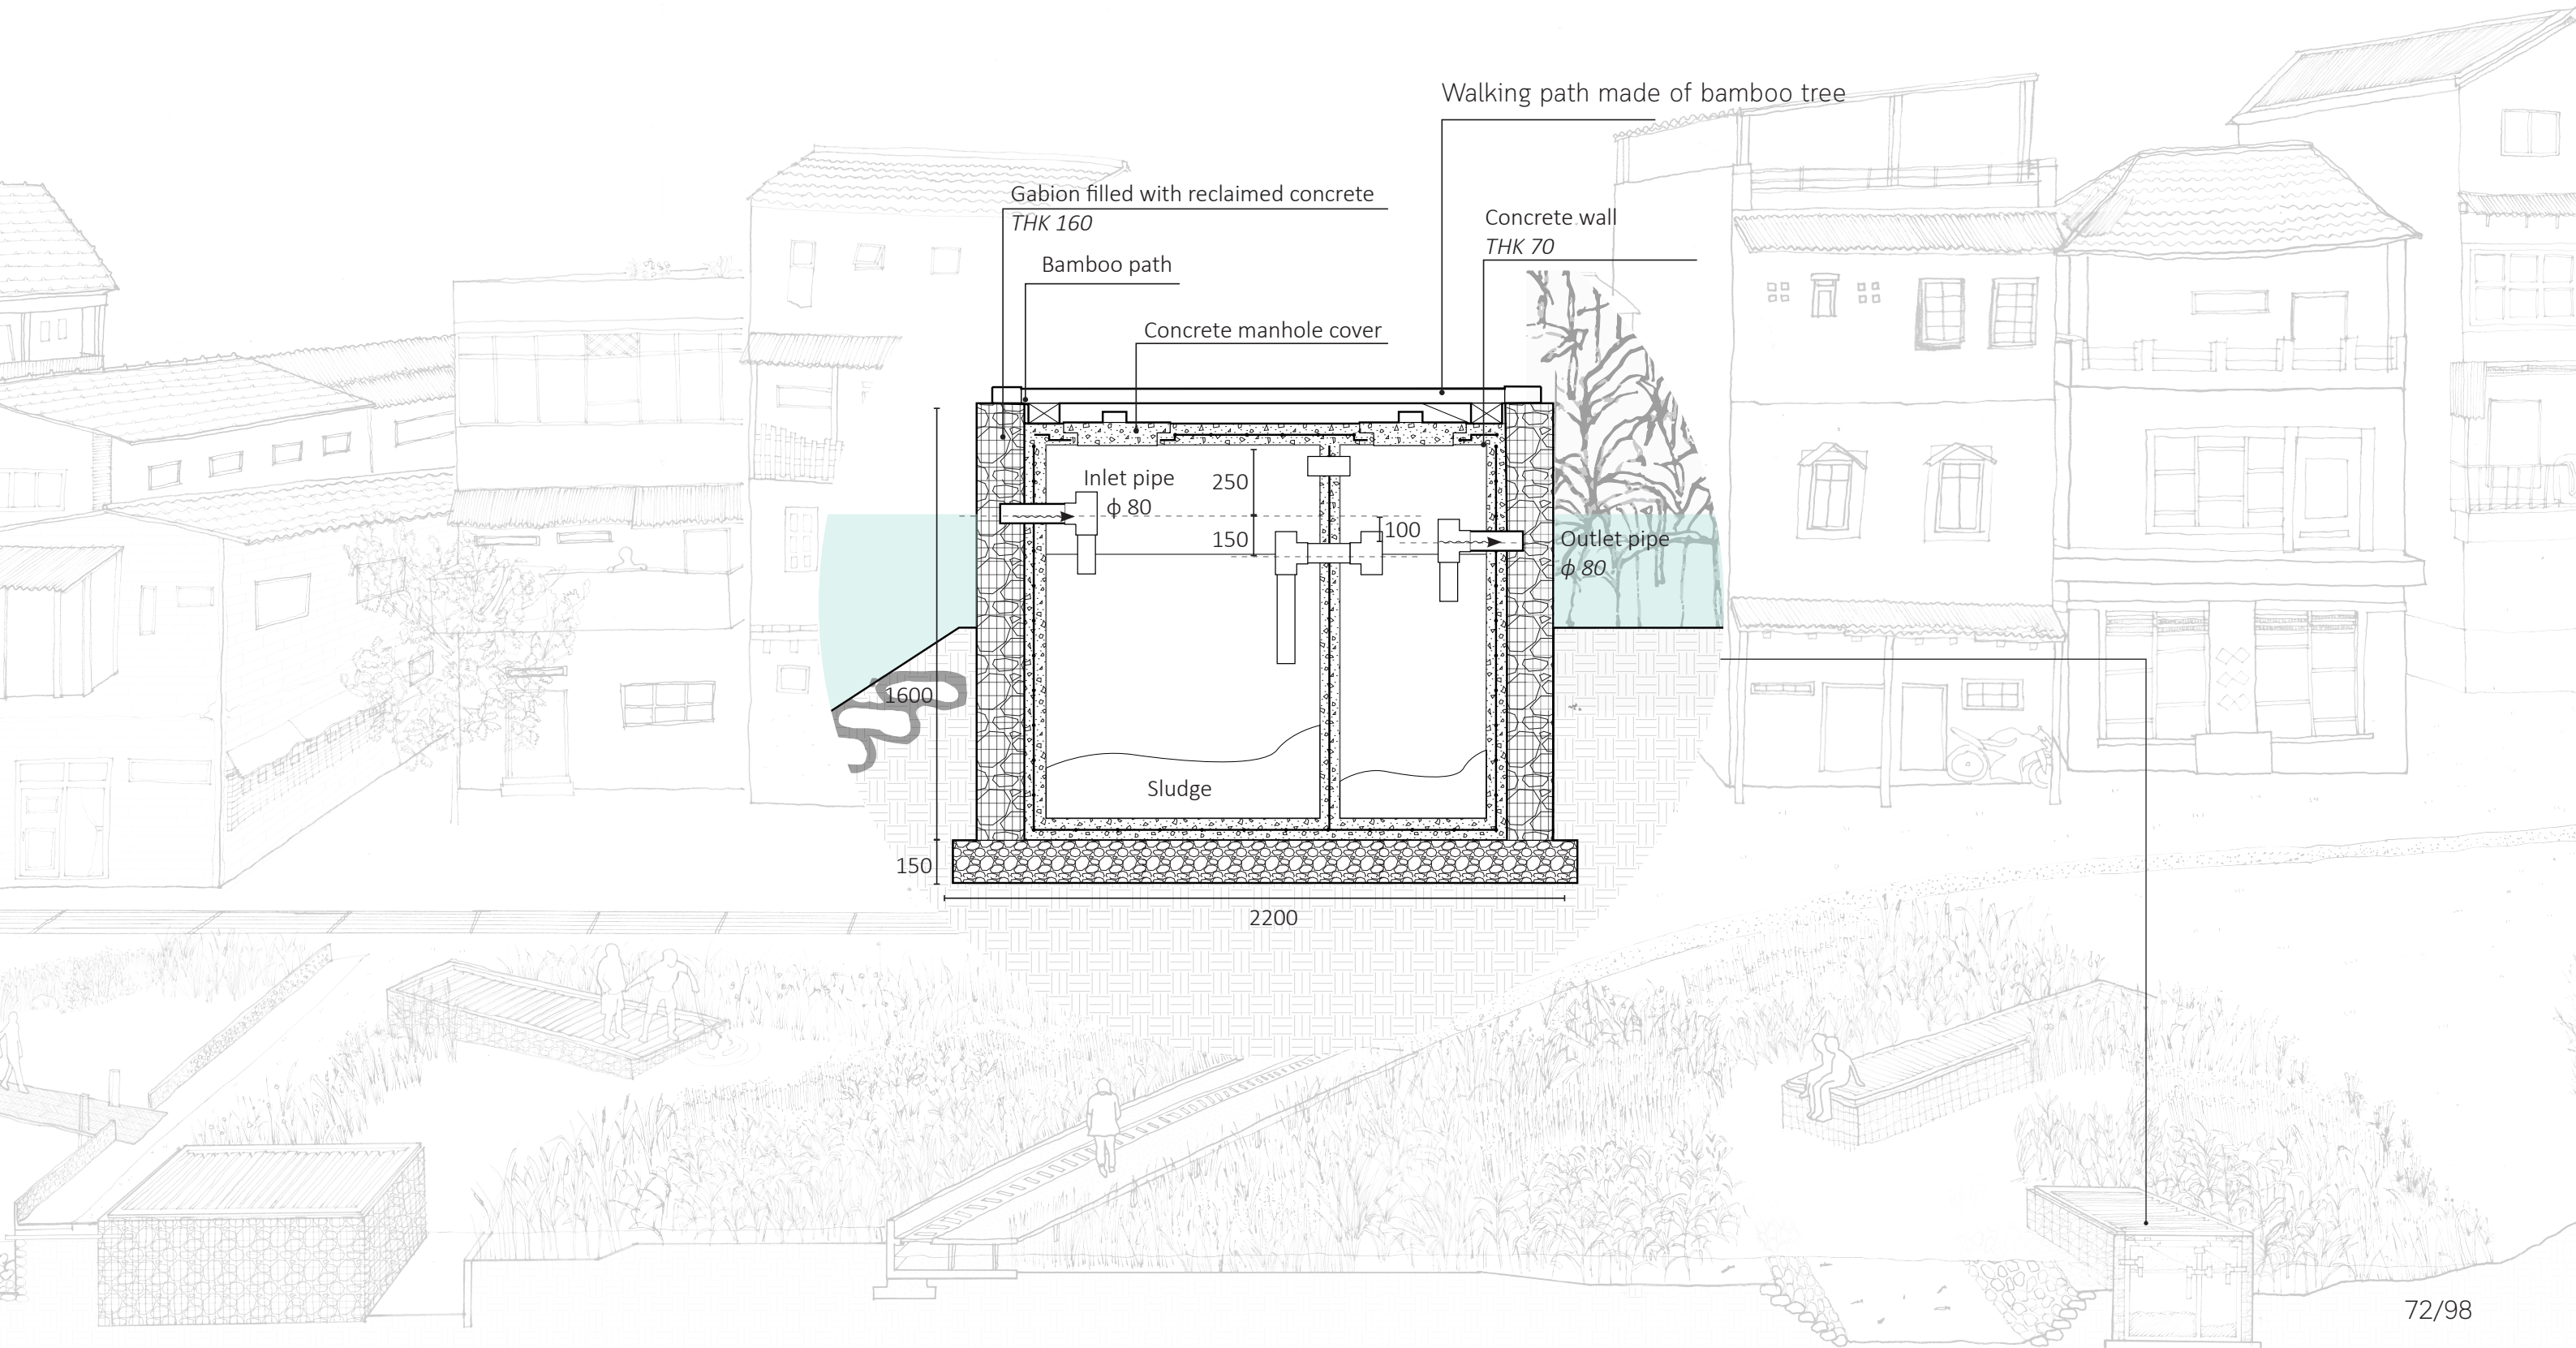 Walking path made of bamboo tree
Gabion filled with reclaimed concrete
THK 160
Concrete wall
THK 70
Bamboo path
Concrete manhole cover
Inlet pipe
ϕ 80
250
150
100
Outlet pipe
ϕ 80
1600
Sludge
150
2200
72/98